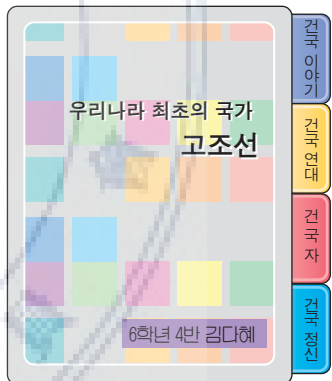 우리나라 최초의 국가
고조선
6학년 4반 김다혜
건국 이야기
건국 연대
건국 자
건국 정신